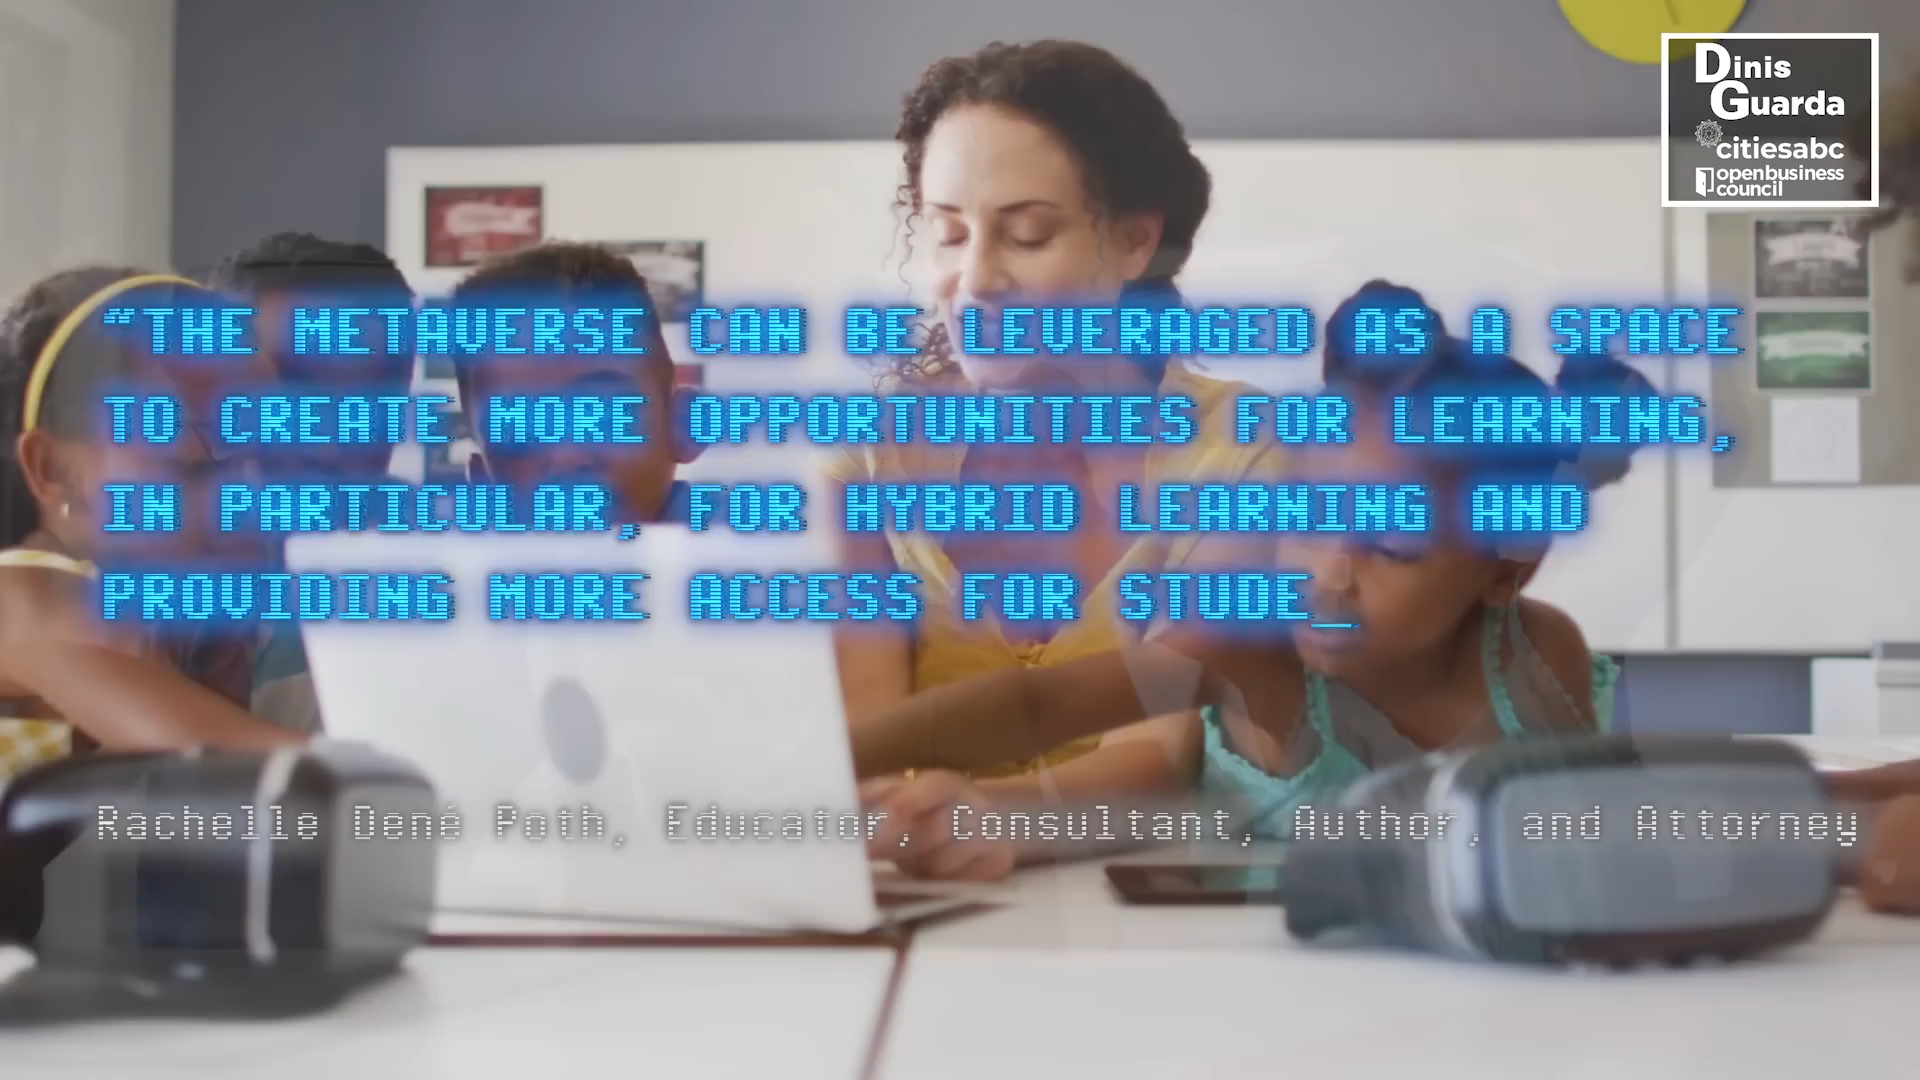 Dinis
Guarda
citiesabc
openbusiness
council
“THE METAVERSE CAN BE LEVERAGED AS A SPACE
TO CREATE MORE OPPORTUNITIES FOR LEARNING,
IN PARTICULAR, FOR HYBRID LEARNING AND
PROVIDING MORE ACCESS FOR STUDE_
Rachelle Dené Poth, Educator, Consultant, Author, and Attorney